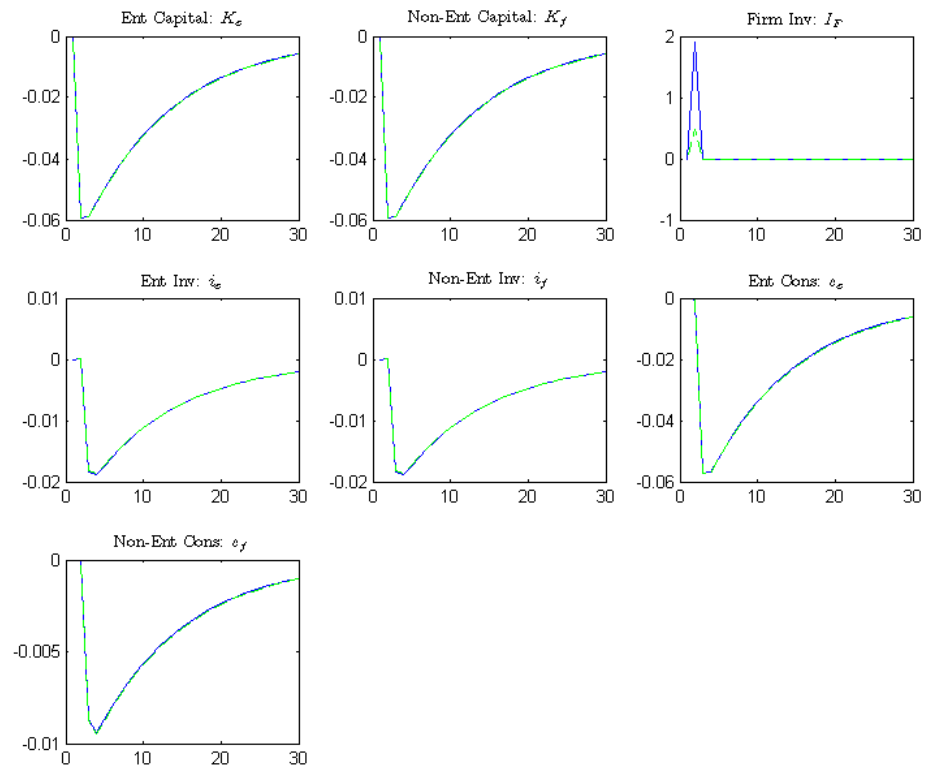 Ent Capital: K_e
Non-Ent Capital: K_f
Firm Inv: I_F
0
-0.02
-0.04
-0.06
0 10 20 30
0
-0.02
-0.04
-0.06
0 10 20 30
2
1
0
-1
0 10 20 30
Ent Inv: i_e
Non-Ent Inv: i_f
Ent Cons: c_e
0.01
0
-0.01
-0.02
0 10 20 30
0.01
0
-0.01
-0.02
0 10 20 30
0
-0.02
-0.04
-0.06
0 10 20 30
Non-Ent Cons: c_f
0
-0.005
-0.01
0 10 20 30